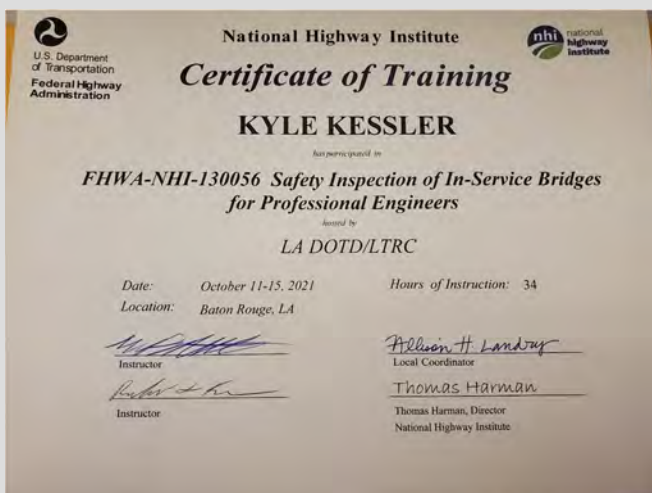 U.S. Department
of Transportation
Federal Highway
Administration
National Highway Institute
nhi national
highway
institute
Certificate of Training
KYLE KESSLER
has participated in
FHWA-NHI-130056 Safety Inspection of In-Service Bridges
for Professional Engineers
hosted by
LA DOTD/LTRC
Date: October 11-15, 2021
Hours of Instruction: 34
Location: Baton Rouge, LA
Instructor
Allison H. Landry
Local Coordinator
Instructor
Thomas Harman
Thomas Harman, Director
National Highway Institute